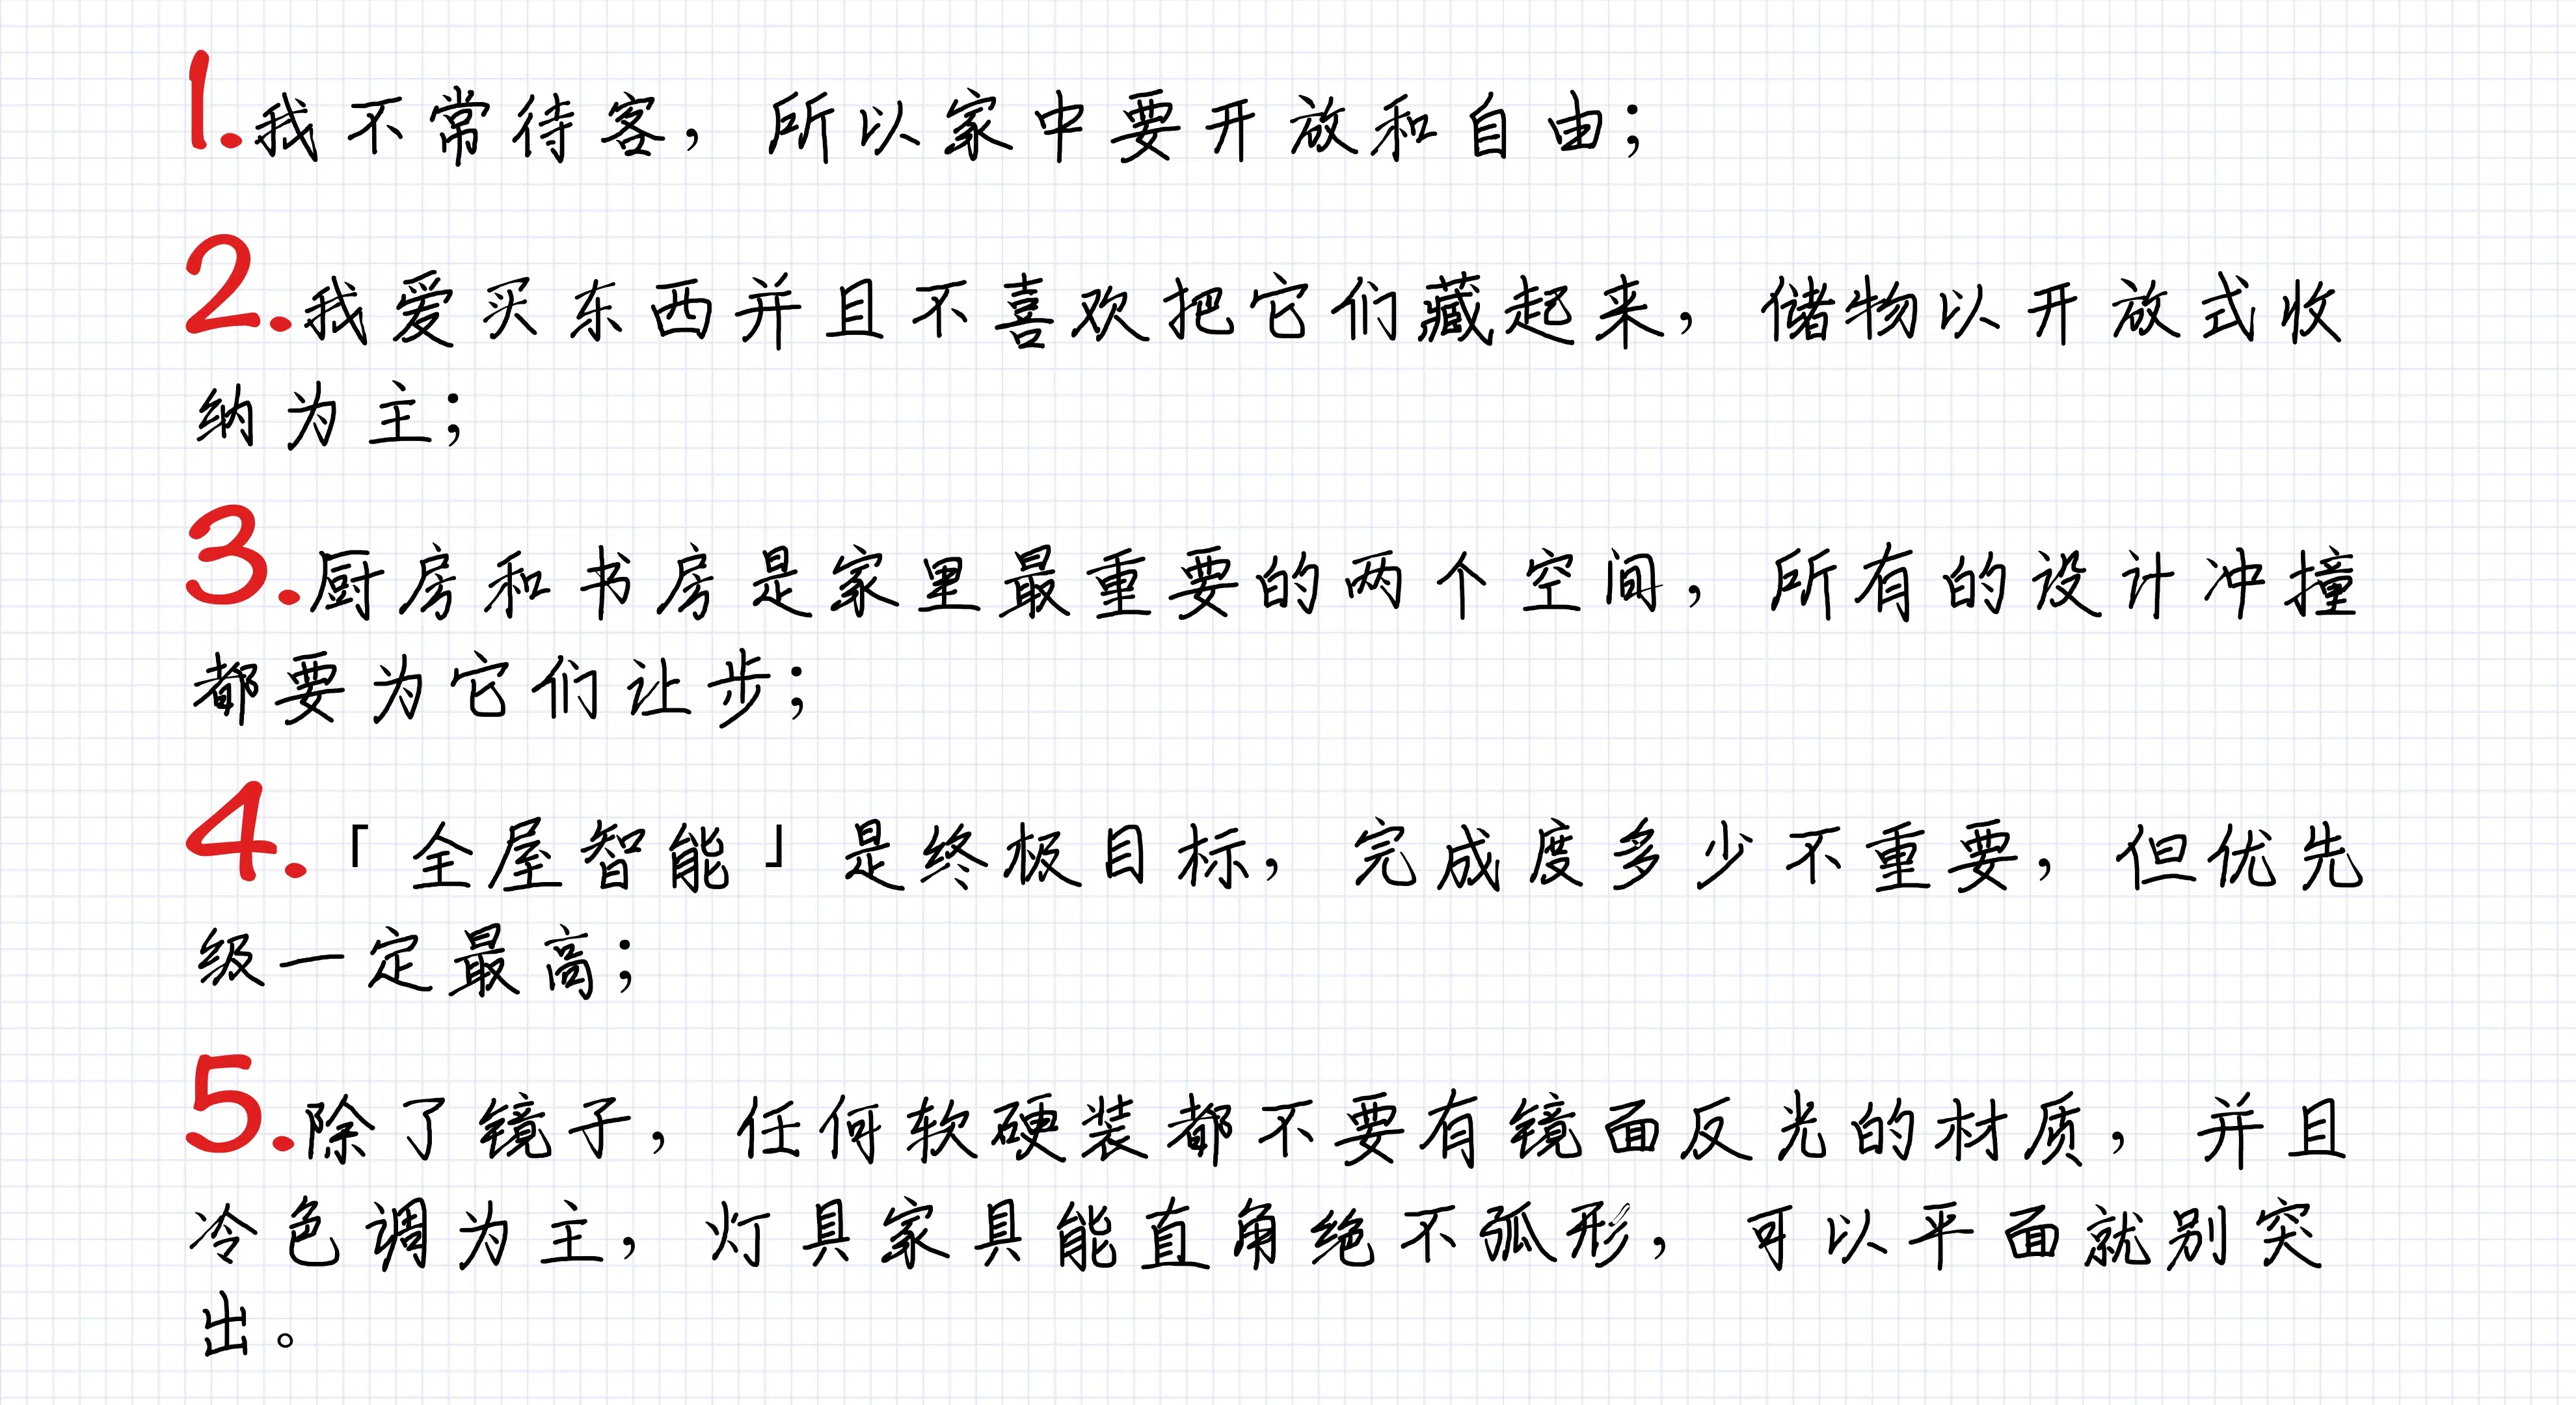 1.我不常待客，所以家中要开放和自由；
2.我爱买东西并且不喜欢把它们藏起来，储物以开放式收
纳为主；
3.厨房和书房是家里最重要的两个空间，所有的设计冲撞
都要为它们让步；
4.「全屋智能」是终极目标，完成度多少不重要，但优先
级一定最高；
5.除了镜子，任何软硬装都不要有镜面反光的材质，并且
冷色调为主，灯具家具能直角绝不弧形，可以平面就别突
出。